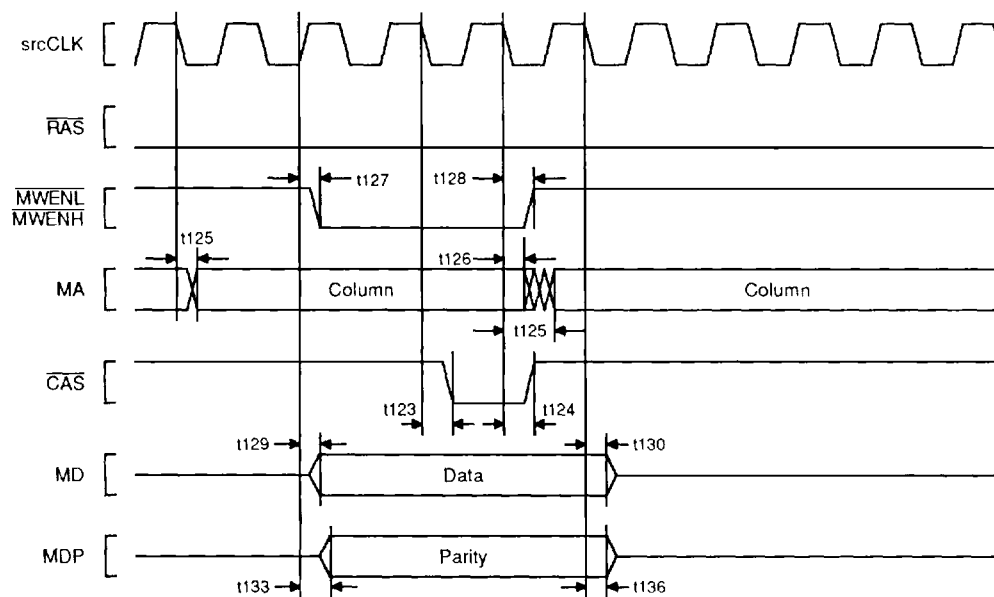 srcCLK
RAS
MWENL
MWENH
t127
t128
t125
t126
MA
Column
Column
t125
CAS
t123
t124
t129
t130
MD
Data
MDP
Parity
t133
t136